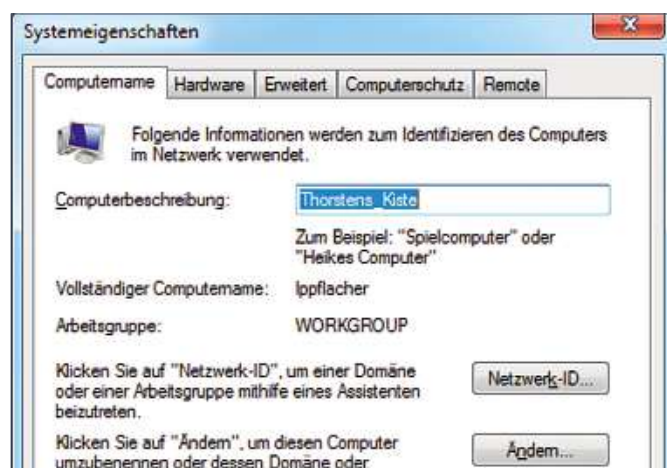 Systemeigenschaften
Computername Hardware Erweitert Computerschutz Remote
Folgende Informationen werden zum Identifizieren des Computers
im Netzwerk verwendet.
Computerbeschreibung: Thorstens_Kiste
Zum Beispiel: "Spielcomputer" oder
"Heikes Computer"
Vollständiger Computername: Ippflacher
Arbeitsgruppe: WORKGROUP
Klicken Sie auf "Netzwerk-ID", um einer Domäne
oder einer Arbeitsgruppe mithilfe eines Assistenten
beizutreten.
Netzwerk-ID...
Klicken Sie auf "Ändern", um diesen Computer
umzubenennen oder dessen Domäne oder
Ändern...